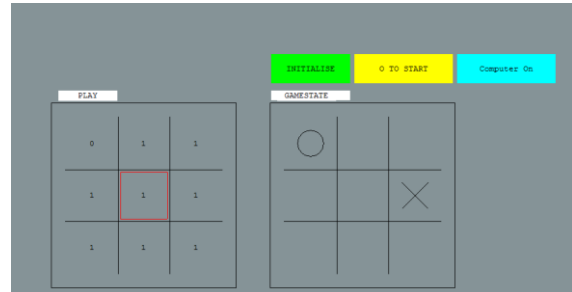 INITIALISE O TO START Computer On
PLAY GAMESTATE
0 1 1
1 1 1
1 1 1